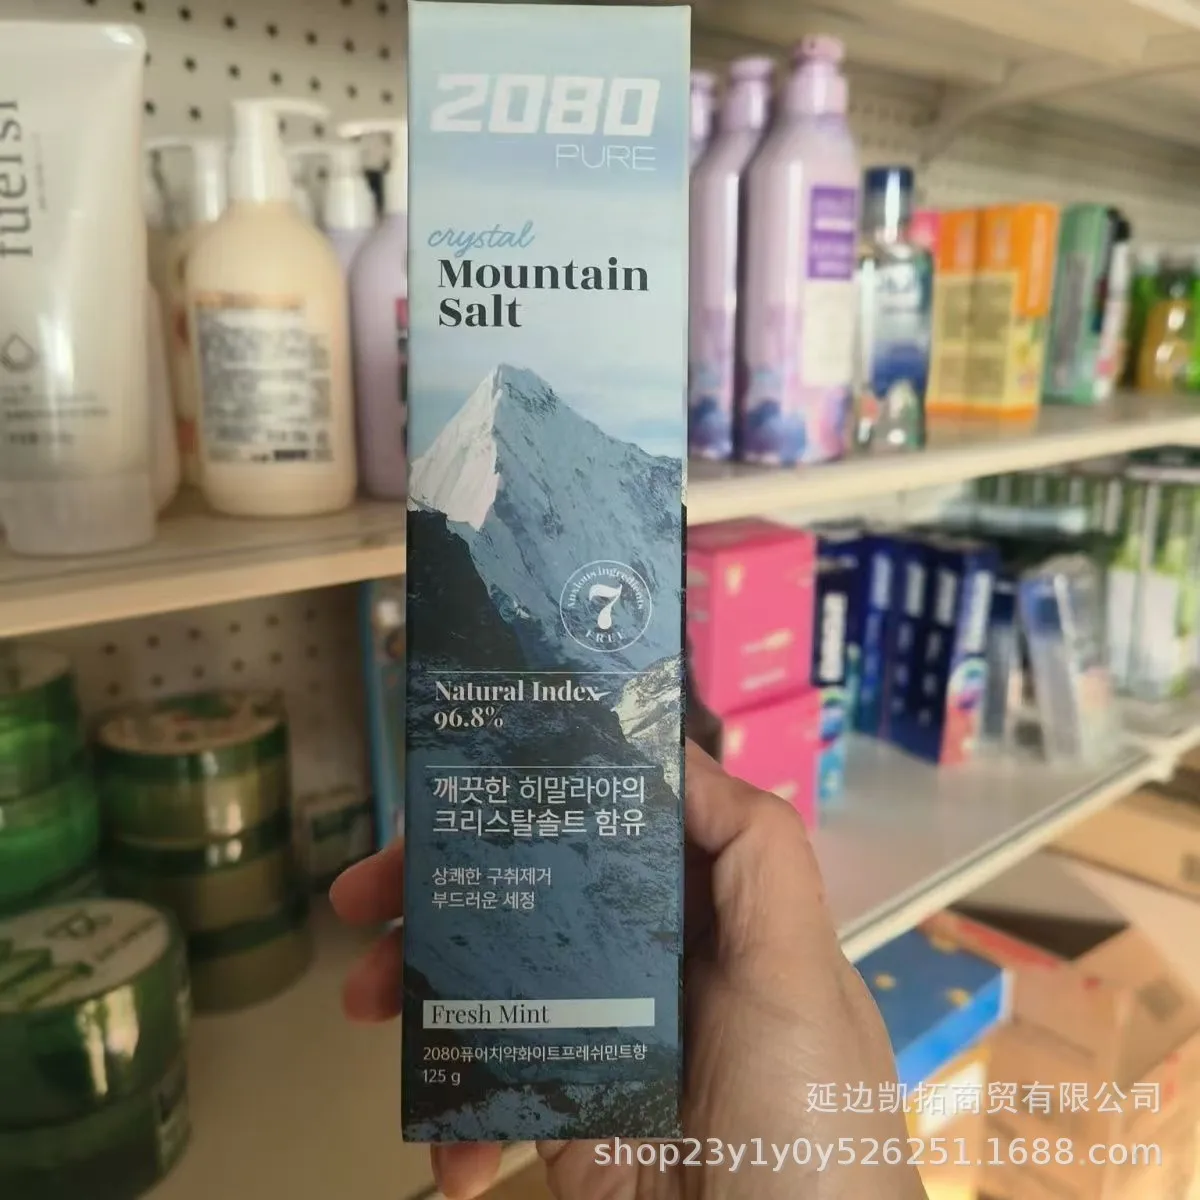 2080
PURE
crystal
Mountain
Salt
Anxious ingredients
7
FREE
Natural Index
96.8%
깨끗한 히말라야의
크리스탈솔트 함유
상쾌한 구취제거
부드러운 세정
Fresh Mint
2080퓨어치약화이트프레쉬민트향
125 g
fuersi
延边凯拓商贸有限公司
shop23y1y0y526251.1688.com